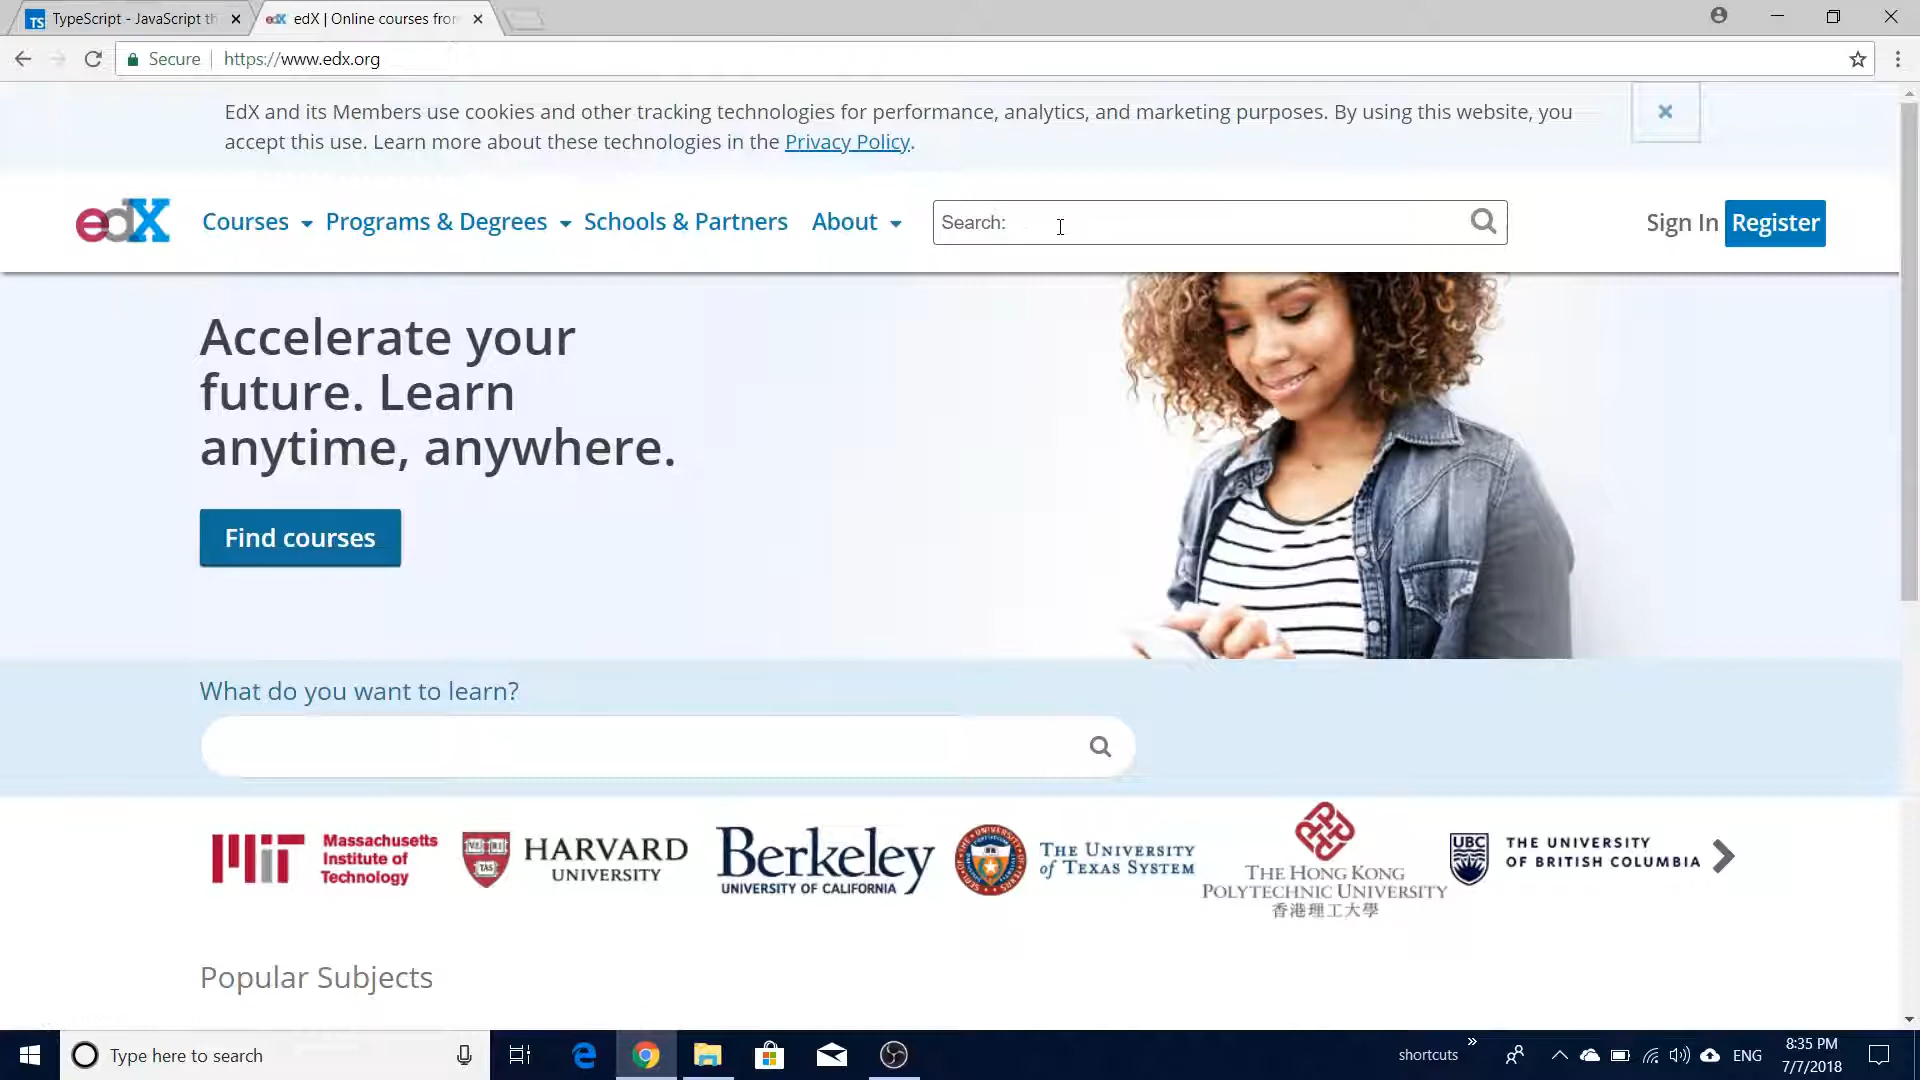 TypeScript - JavaScript th
edX | Online courses from
Secure
https://www.edx.org
EdX and its Members use cookies and other tracking technologies for performance, analytics, and marketing purposes. By using this website, you
accept this use. Learn more about these technologies in the Privacy Policy.
edX
Courses
Programs & Degrees
Schools & Partners
About
Search:
Sign In
Register
Accelerate your
future. Learn
anytime, anywhere.
Find courses
What do you want to learn?
MIT
Massachusetts
Institute of
Technology
VE RI
TAS
HARVARD
UNIVERSITY
Berkeley
UNIVERSITY OF CALIFORNIA
THE UNIVERSITY
of TEXAS SYSTEM
THE HONG KONG
POLYTECHNIC UNIVERSITY
香港理工大學
UBC
THE UNIVERSITY
OF BRITISH COLUMBIA
Popular Subjects
Type here to search
shortcuts
ENG
8:35 PM
7/7/2018